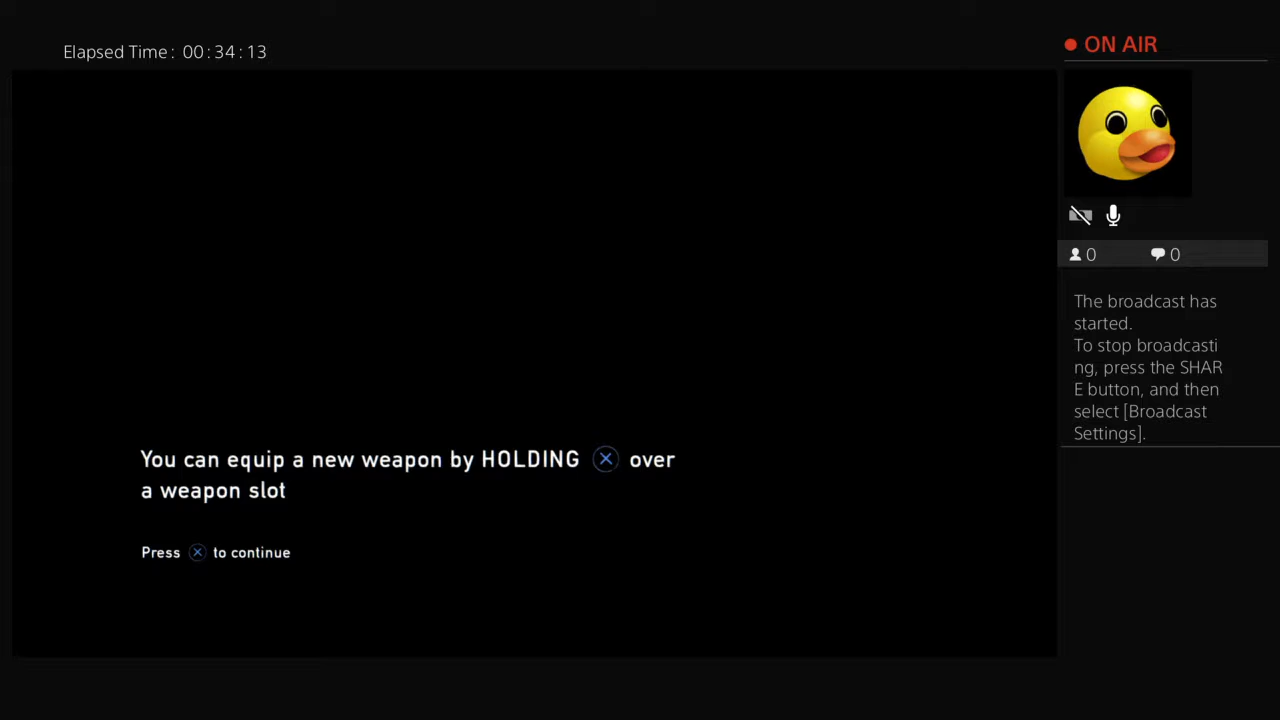 Elapsed Time: 00:34:13
ON AIR
0 0
The broadcast has
started.
To stop broadcasti
ng, press the SHAR
E button, and then
select [Broadcast
Settings].
You can equip a new weapon by HOLDING over
a weapon slot
Press to continue